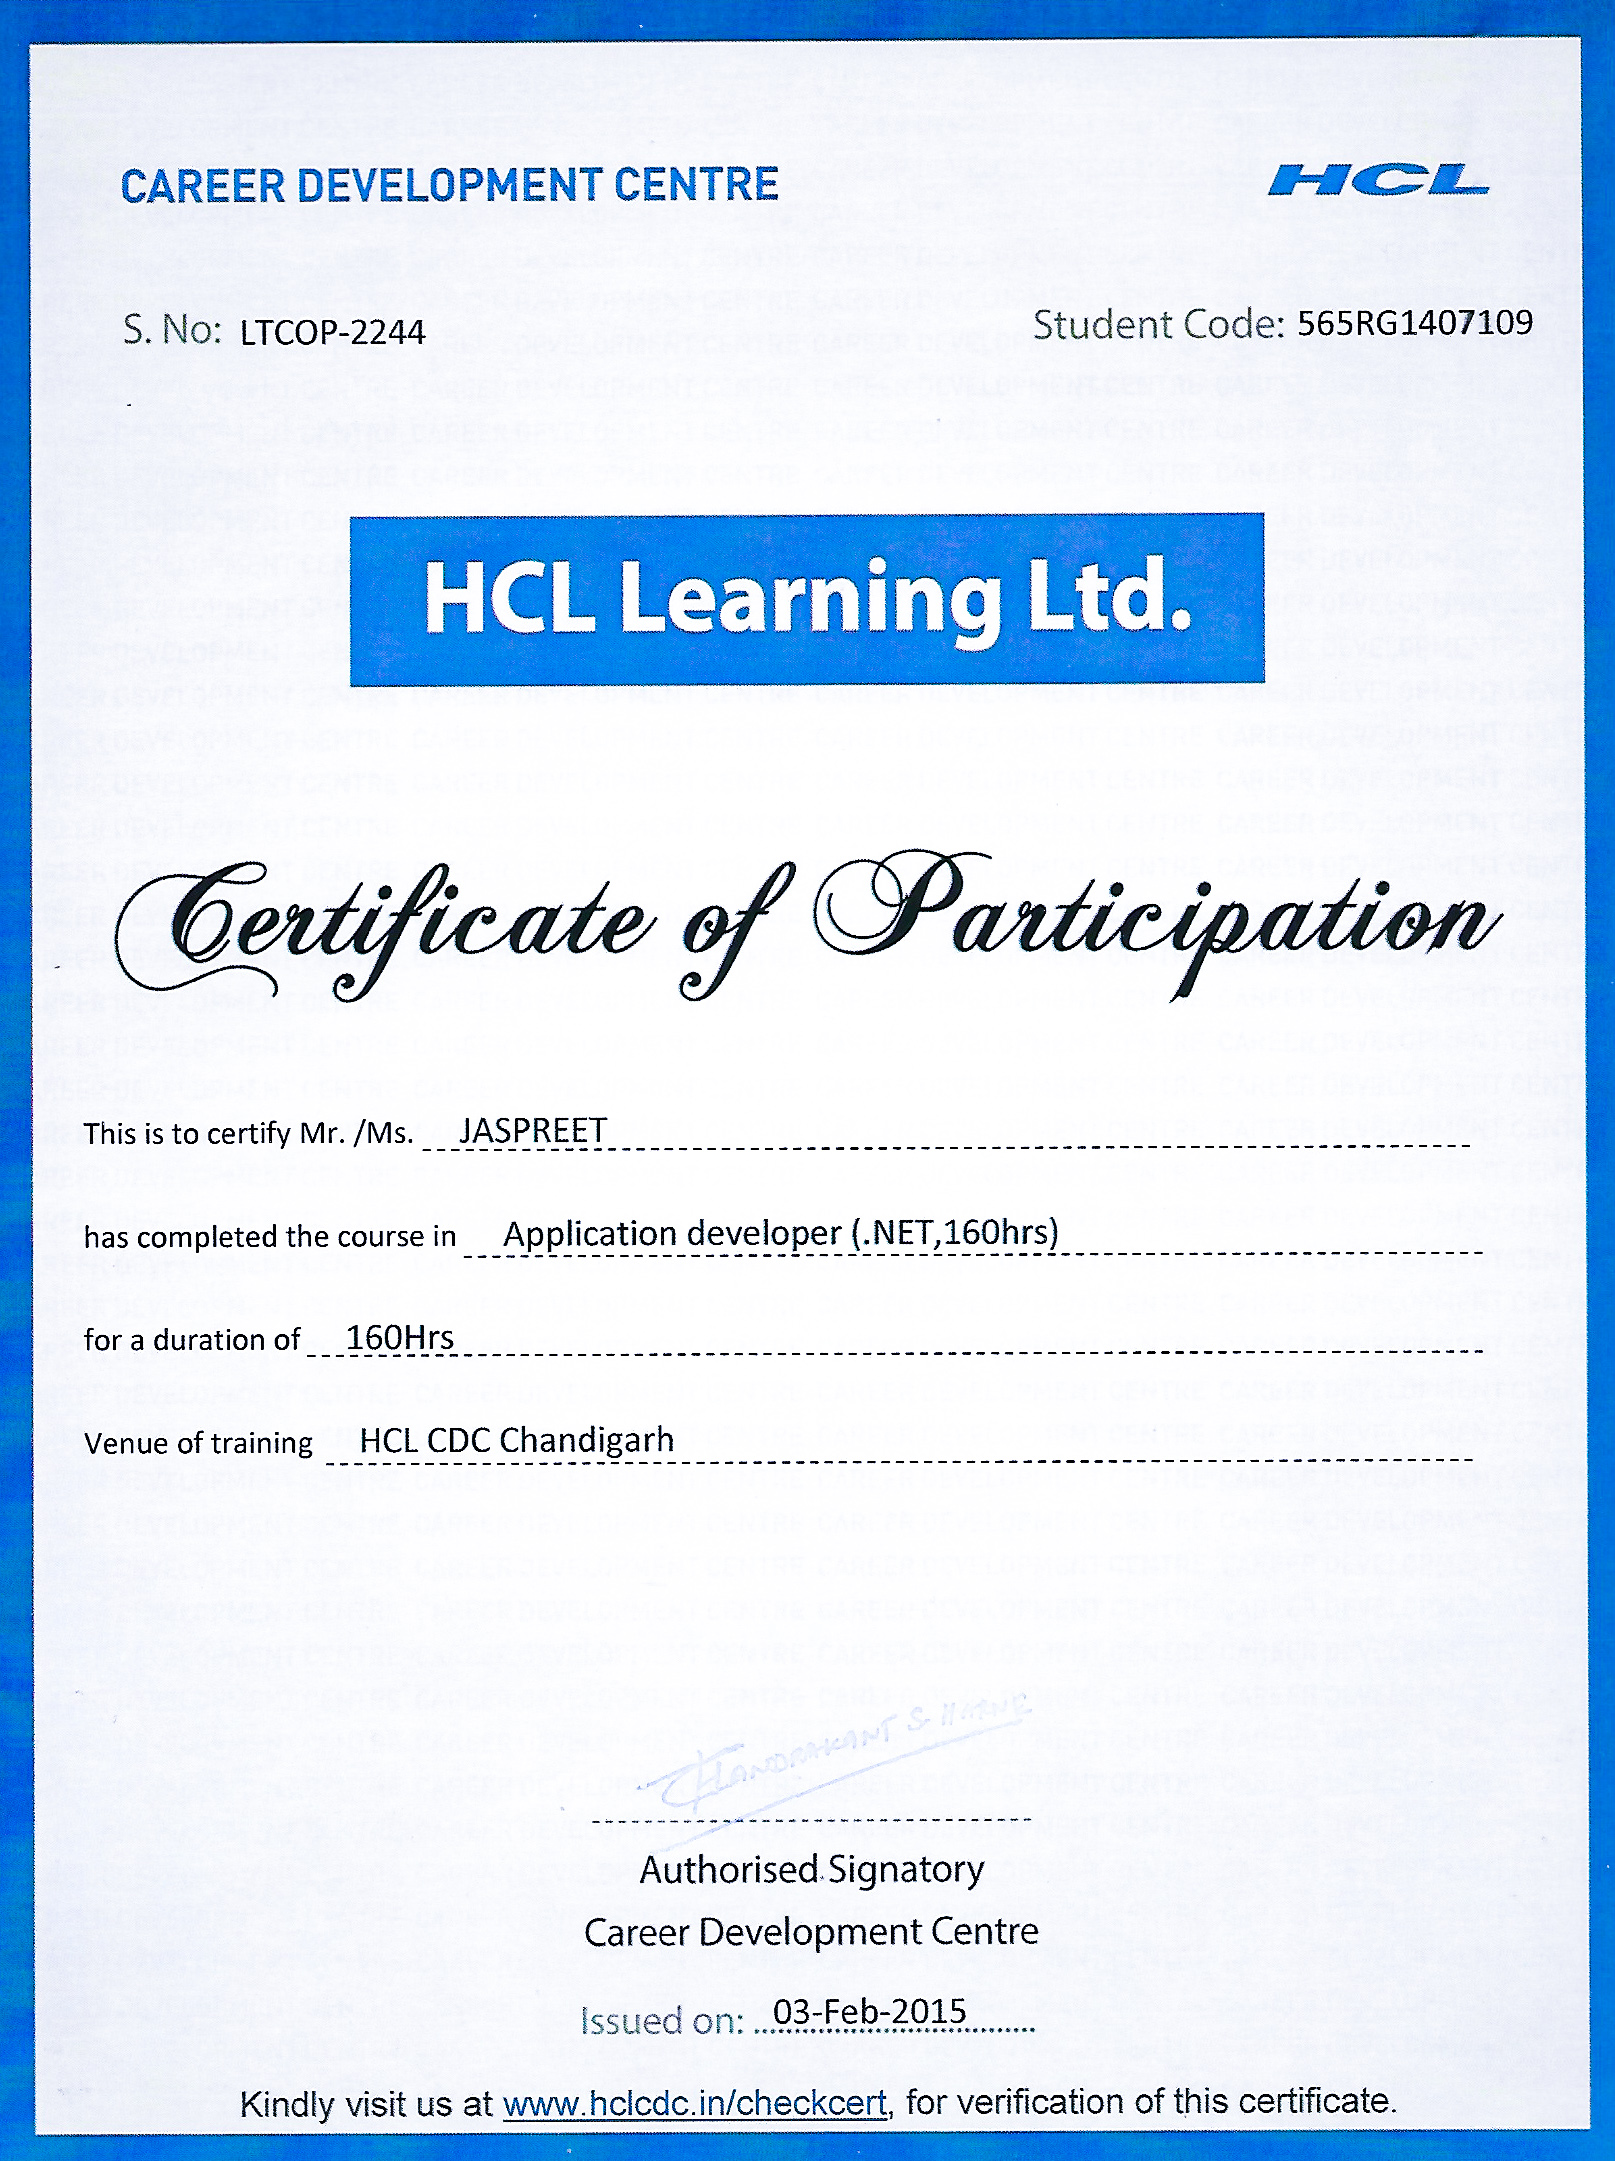 CAREER DEVELOPMENT CENTRE
HCL
S. No: LTCOP-2244
Student Code: 565RG1407109
HCL Learning Ltd.
Certificate of Participation
This is to certify Mr. /Ms. JASPREET
has completed the course in Application developer (.NET,160hrs)
for a duration of 160Hrs
Venue of training HCL CDC Chandigarh
CHANDRAKANT S
Authorised Signatory
Career Development Centre
Issued on: 03-Feb-2015
Kindly visit us at www.hclcdc.in/checkcert, for verification of this certificate.